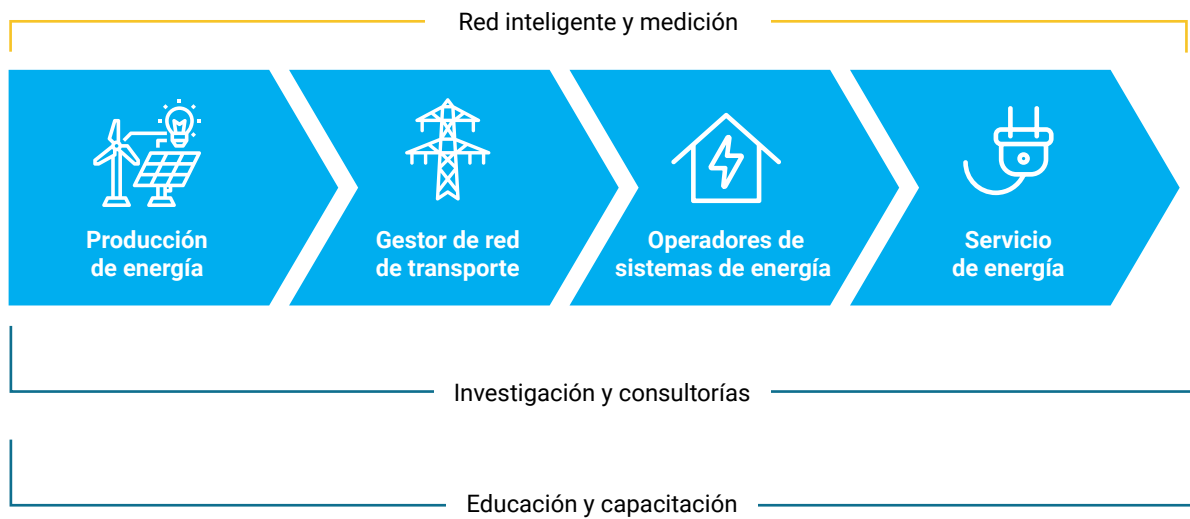 Red inteligente y medición
Producción
de energía
Gestor de red
de transporte
Operadores de
sistemas de energía
Servicio
de energía
Investigación y consultorías
Educación y capacitación